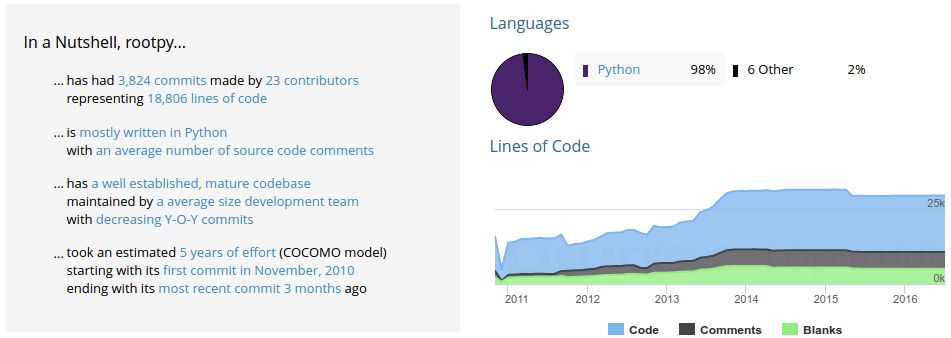 In a Nutshell, rootpy...
... has had 3,824 commits made by 23 contributors
representing 18,806 lines of code
... is mostly written in Python
with an average number of source code comments
... has a well established, mature codebase
maintained by a average size development team
with decreasing Y-O-Y commits
... took an estimated 5 years of effort (COCOMO model)
starting with its first commit in November, 2010
ending with its most recent commit 3 months ago
Languages
Python 98% 6 Other 2%
Lines of Code
25k
0k
2011 2012 2013 2014 2015 2016
Code Comments Blanks